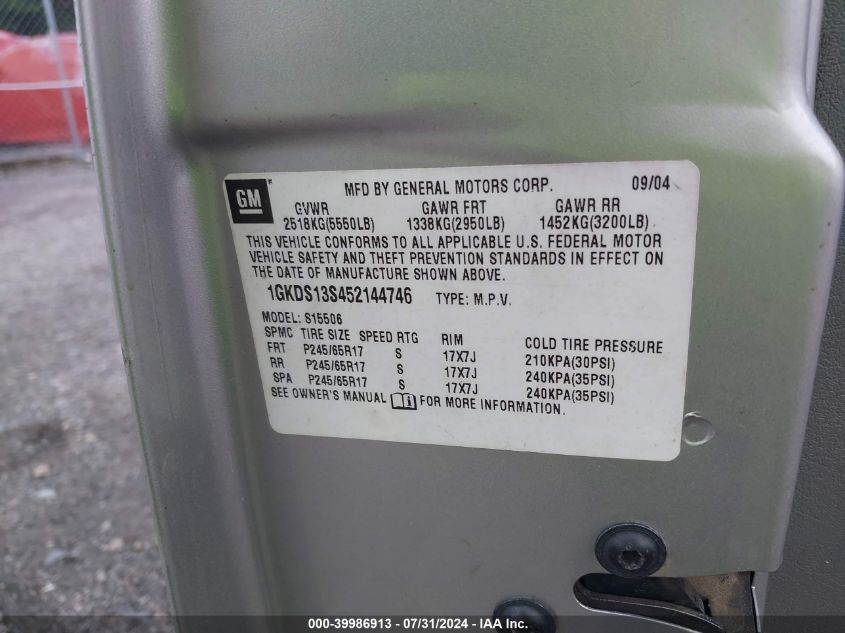 GM
MFD BY GENERAL MOTORS CORP. 09/04
GVWR GAWR FRT GAWR RR
2518KG(5550LB) 1338KG(2950LB) 1452KG(3200LB)
THIS VEHICLE CONFORMS TO ALL APPLICABLE U.S. FEDERAL MOTOR
VEHICLE SAFETY AND THEFT PREVENTION STANDARDS IN EFFECT ON
THE DATE OF MANUFACTURE SHOWN ABOVE.
1GKDS13S452144746 TYPE: M.P.V.
MODEL: S15506
SPMC TIRE SIZE SPEED RTG RIM COLD TIRE PRESSURE
FRT P245/65R17 S 17X7J 210KPA(30PSI)
RR P245/65R17 S 17X7J 240KPA(35PSI)
SPA P245/65R17 S 17X7J 240KPA(35PSI)
SEE OWNER'S MANUAL i FOR MORE INFORMATION.
000-39986913 - 07/31/2024 - IAA Inc.